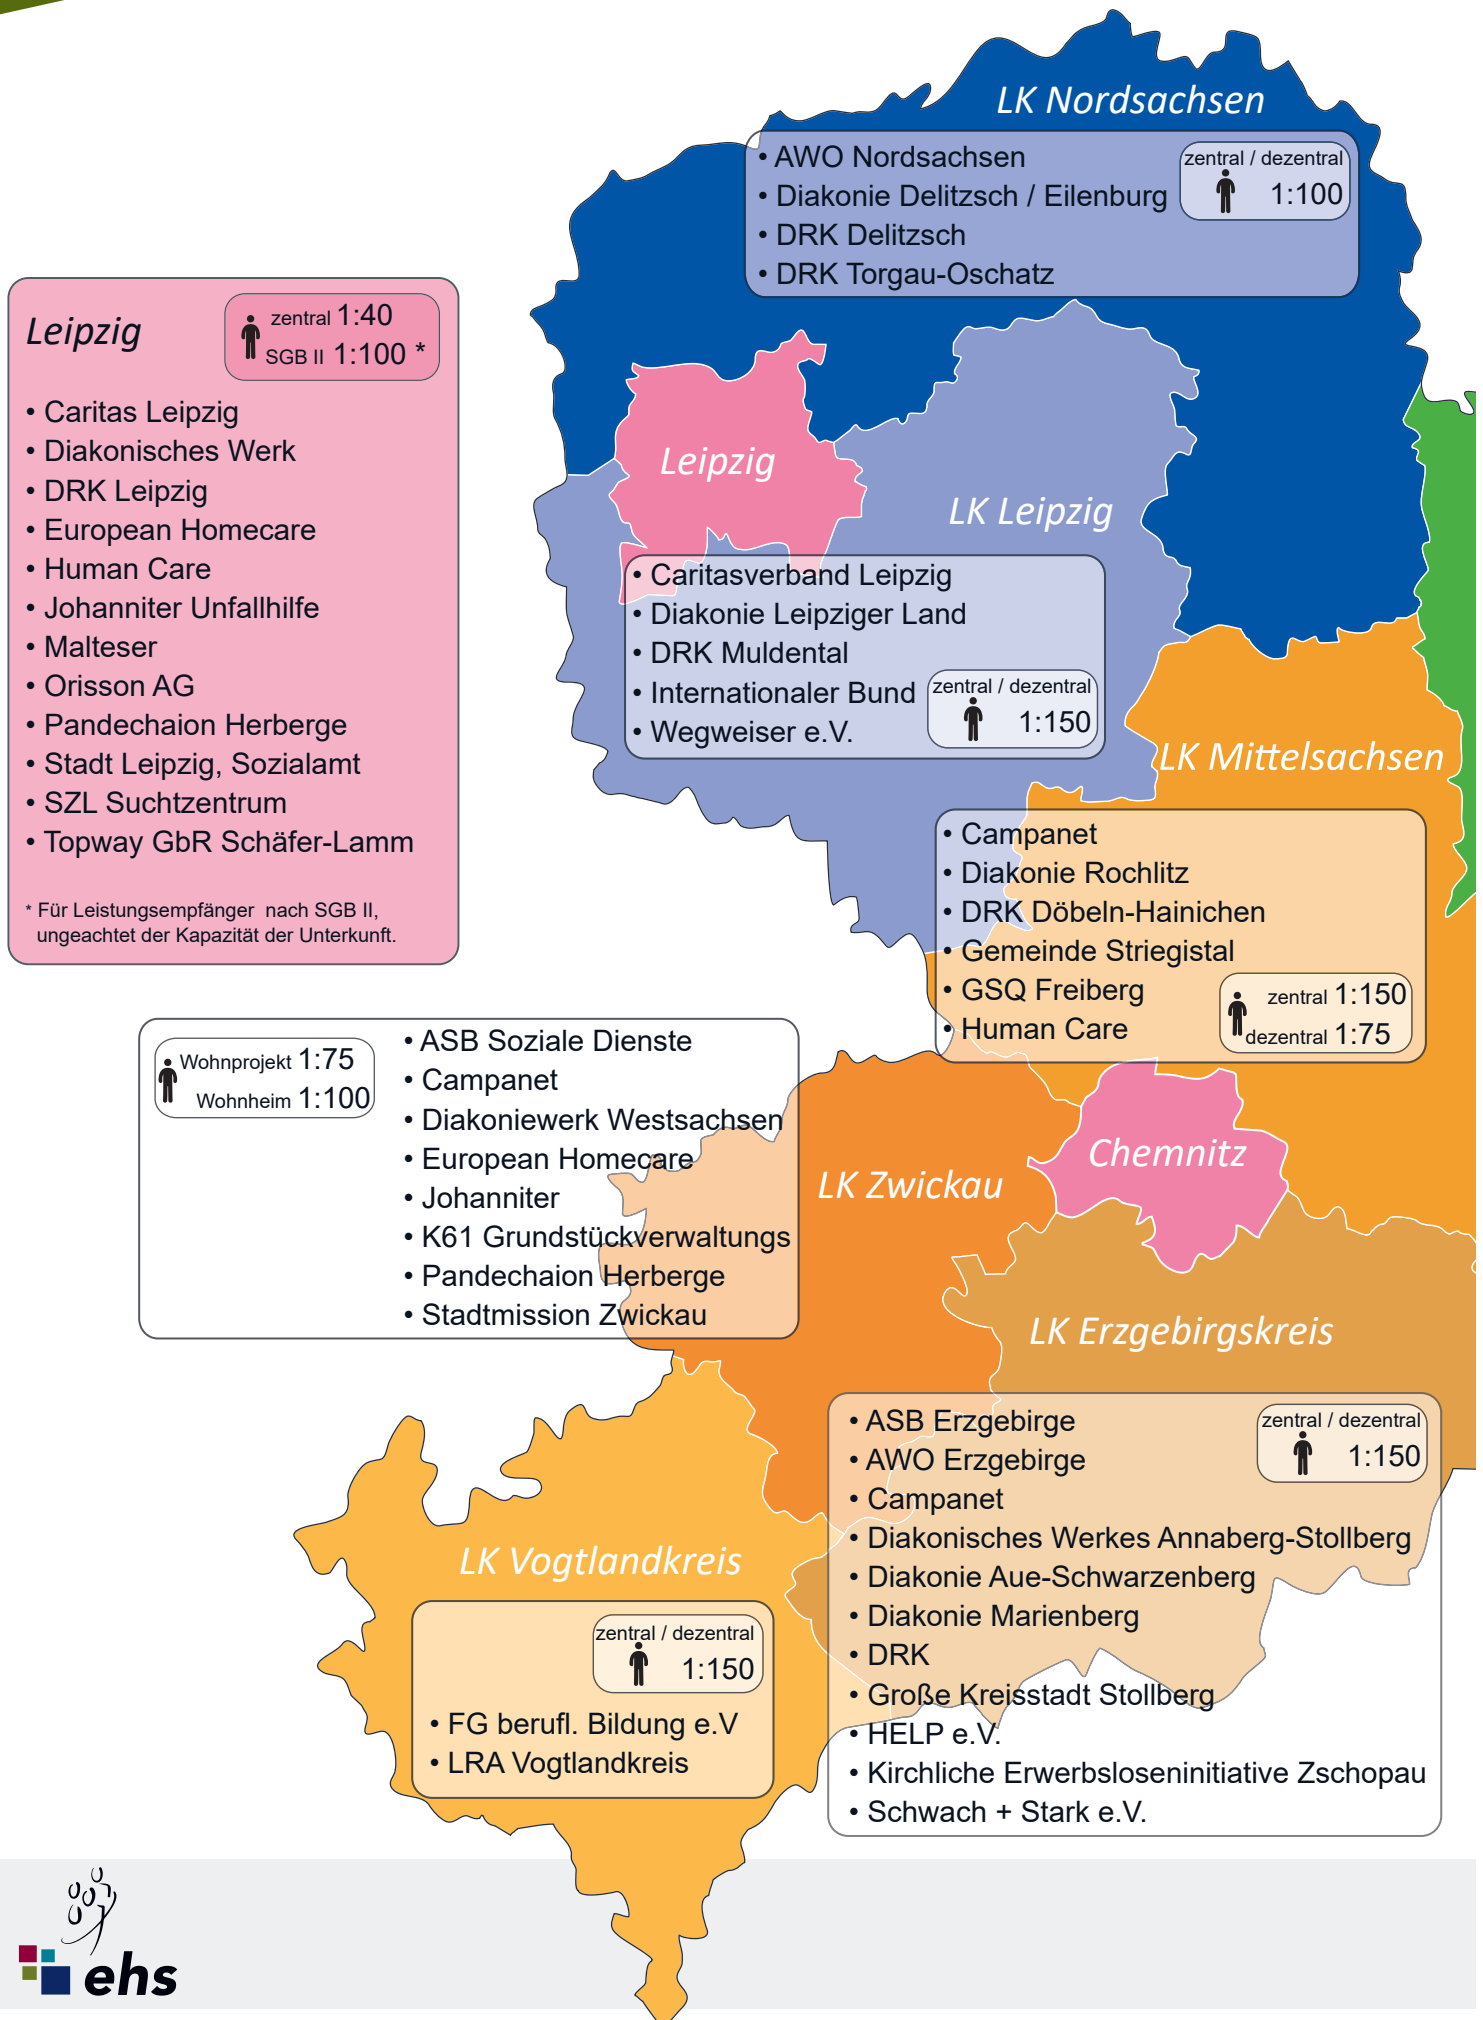 LK Nordsachsen
• AWO Nordsachsen
• Diakonie Delitzsch / Eilenburg
• DRK Delitzsch
• DRK Torgau-Oschatz
zentral / dezentral
1:100
Leipzig
zentral 1:40
SGB II 1:100 *
• Caritas Leipzig
• Diakonisches Werk
• DRK Leipzig
• European Homecare
• Human Care
• Johanniter Unfallhilfe
• Malteser
• Orisson AG
• Pandechaion Herberge
• Stadt Leipzig, Sozialamt
• SZL Suchtzentrum
• Topway GbR Schäfer-Lamm
* Für Leistungsempfänger nach SGB II,
ungeachtet der Kapazität der Unterkunft.
Leipzig
LK Leipzig
• Caritasverband Leipzig
• Diakonie Leipziger Land
• DRK Muldental
• Internationaler Bund
• Wegweiser e.V.
zentral / dezentral
1:150
LK Mittelsachsen
• Campanet
• Diakonie Rochlitz
• DRK Döbeln-Hainichen
• Gemeinde Striegistal
• GSQ Freiberg
• Human Care
zentral 1:150
dezentral 1:75
Wohnprojekt 1:75
Wohnheim 1:100
• ASB Soziale Dienste
• Campanet
• Diakoniewerk Westsachsen
• European Homecare
• Johanniter
• K61 Grundstückverwaltungs
• Pandechaion Herberge
• Stadtmission Zwickau
LK Zwickau
Chemnitz
LK Erzgebirgskreis
• ASB Erzgebirge
• AWO Erzgebirge
• Campanet
• Diakonisches Werkes Annaberg-Stollberg
• Diakonie Aue-Schwarzenberg
• Diakonie Marienberg
• DRK
• Große Kreisstadt Stollberg
• HELP e.V.
• Kirchliche Erwerbsloseninitiative Zschopau
• Schwach + Stark e.V.
zentral / dezentral
1:150
LK Vogtlandkreis
zentral / dezentral
1:150
• FG berufl. Bildung e.V
• LRA Vogtlandkreis
ehs